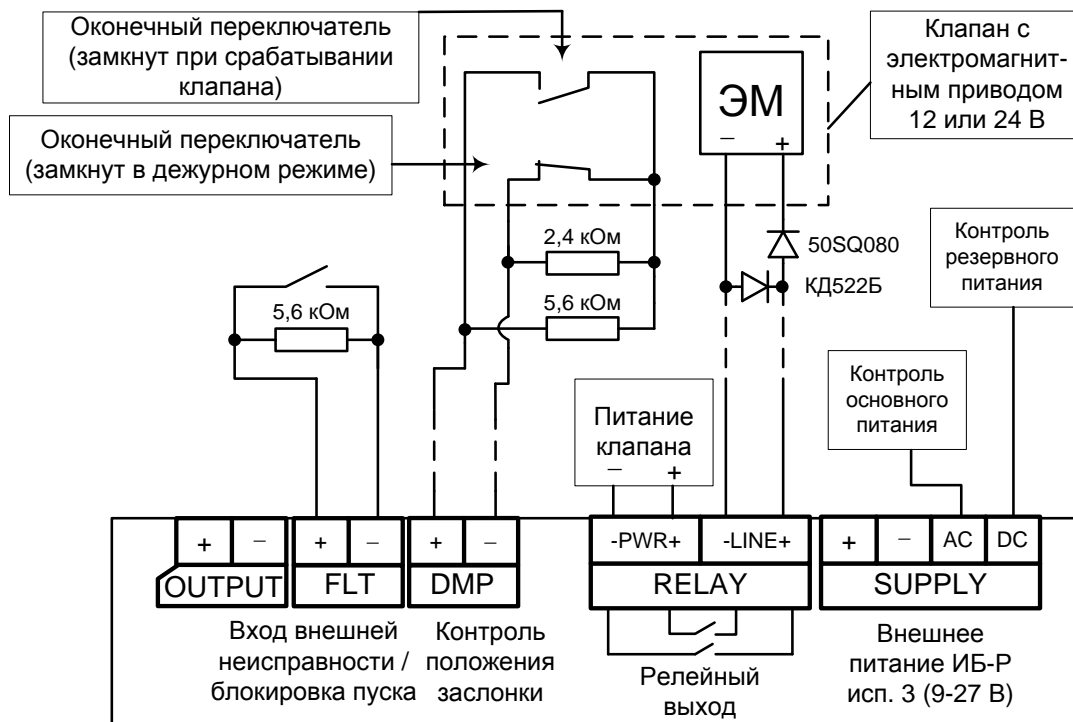 Оконечный переключатель
(замкнут при срабатывании
клапана)
Оконечный переключатель
(замкнут в дежурном режиме)
ЭМ
– +
Клапан с
электромагнит-
ным приводом
12 или 24 В
2,4 кОм
5,6 кОм
5,6 кОм
50SQ080
КД522Б
Контроль
резервного
питания
Контроль
основного
питания
Питание
клапана
– +
+ –
OUTPUT
+ –
FLT
+ –
DMP
-PWR+ -LINE+
RELAY
+ – AC DC
SUPPLY
Вход внешней
неисправности /
блокировка пуска
Контроль
положения
заслонки
Релейный
выход
Внешнее
питание ИБ-Р
исп. 3 (9-27 В)